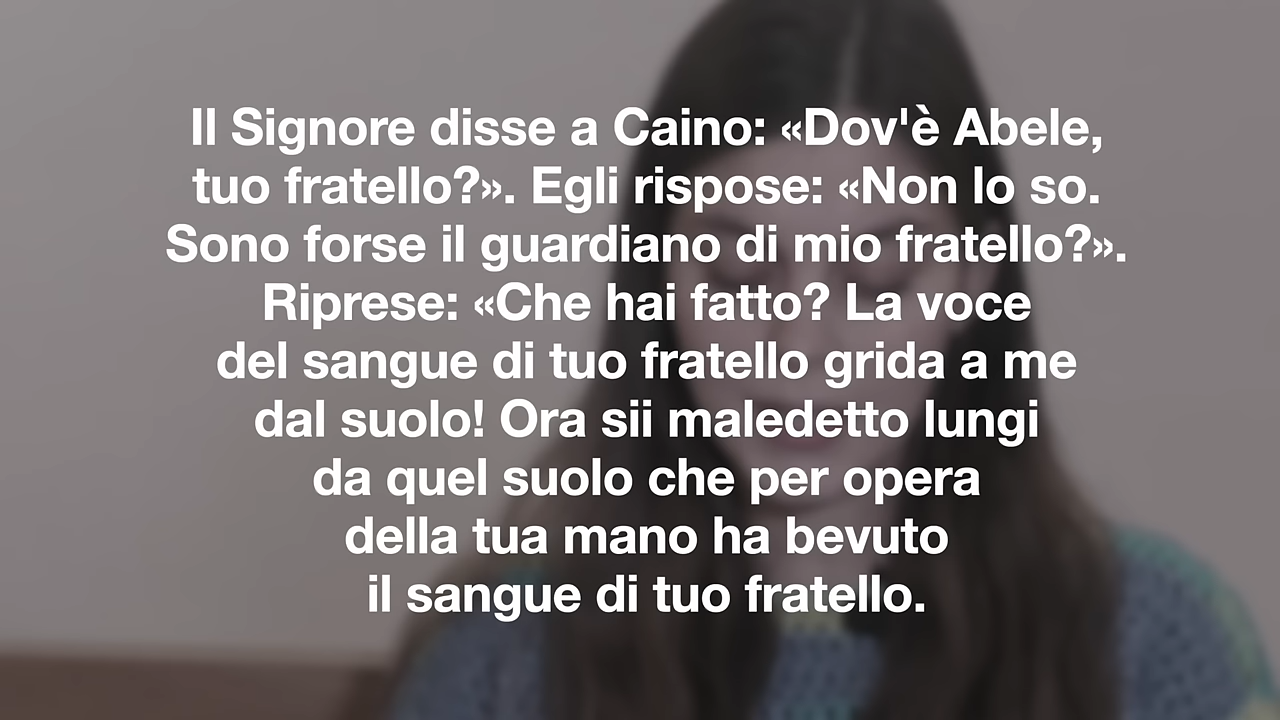 Il Signore disse a Caino: «Dov'è Abele,
tuo fratello?». Egli rispose: «Non lo so.
Sono forse il guardiano di mio fratello?».
Riprese: «Che hai fatto? La voce
del sangue di tuo fratello grida a me
dal suolo! Ora sii maledetto lungi
da quel suolo che per opera
della tua mano ha bevuto
il sangue di tuo fratello.